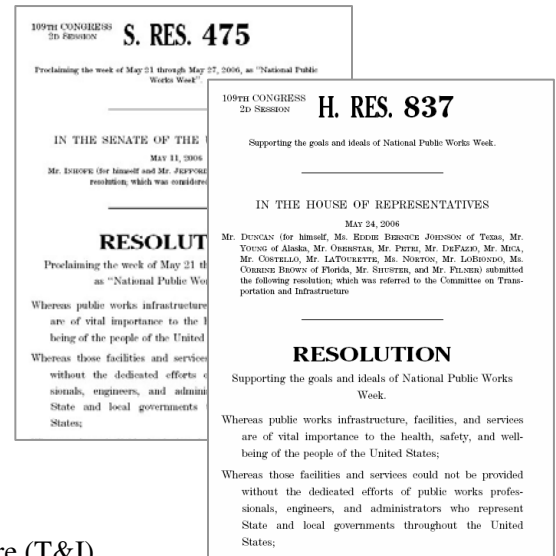 109TH CONGRESS
2D SESSION
S. RES. 475
Proclaiming the week of May 21 through May 27, 2006, as "National Public
Works Week".
IN THE SENATE OF THE
MAY 11, 2006
Mr. INHOFE (for himself and Mr. JEFFORD
resolution; which was considere
RESOLUT
Proclaiming the week of May 21 th
as "National Public Wo
Whereas public works infrastructure
are of vital importance to the
being of the people of the United
Whereas those facilities and services
without the dedicated efforts o
sionals, engineers, and admini
State and local governments
States;
109TH CONGRESS
2D SESSION
H. RES. 837
Supporting the goals and ideals of National Public Works Week.
IN THE HOUSE OF REPRESENTATIVES
MAY 24, 2006
Mr. DUNCAN (for himself, Ms. EDDIE BERNICE JOHNSON of Texas, Mr.
YOUNG of Alaska, Mr. OBERSTAR, Mr. PETRI, Mr. DEFAZIO, Mr. MICA,
Mr. COSTELLO, Mr. LATOURETTE, Ms. NORTON, Mr. LOBIONDO, Ms.
CORRINE BROWN of Florida, Mr. SHUSTER, and Mr. FILNER) submitted
the following resolution; which was referred to the Committee on Trans-
portation and Infrastructure
RESOLUTION
Supporting the goals and ideals of National Public Works
Week.
Whereas public works infrastructure, facilities, and services
are of vital importance to the health, safety, and well-
being of the people of the United States;
Whereas those facilities and services could not be provided
without the dedicated efforts of public works profes-
sionals, engineers, and administrators who represent
State and local governments throughout the United
States;
re (T&I)